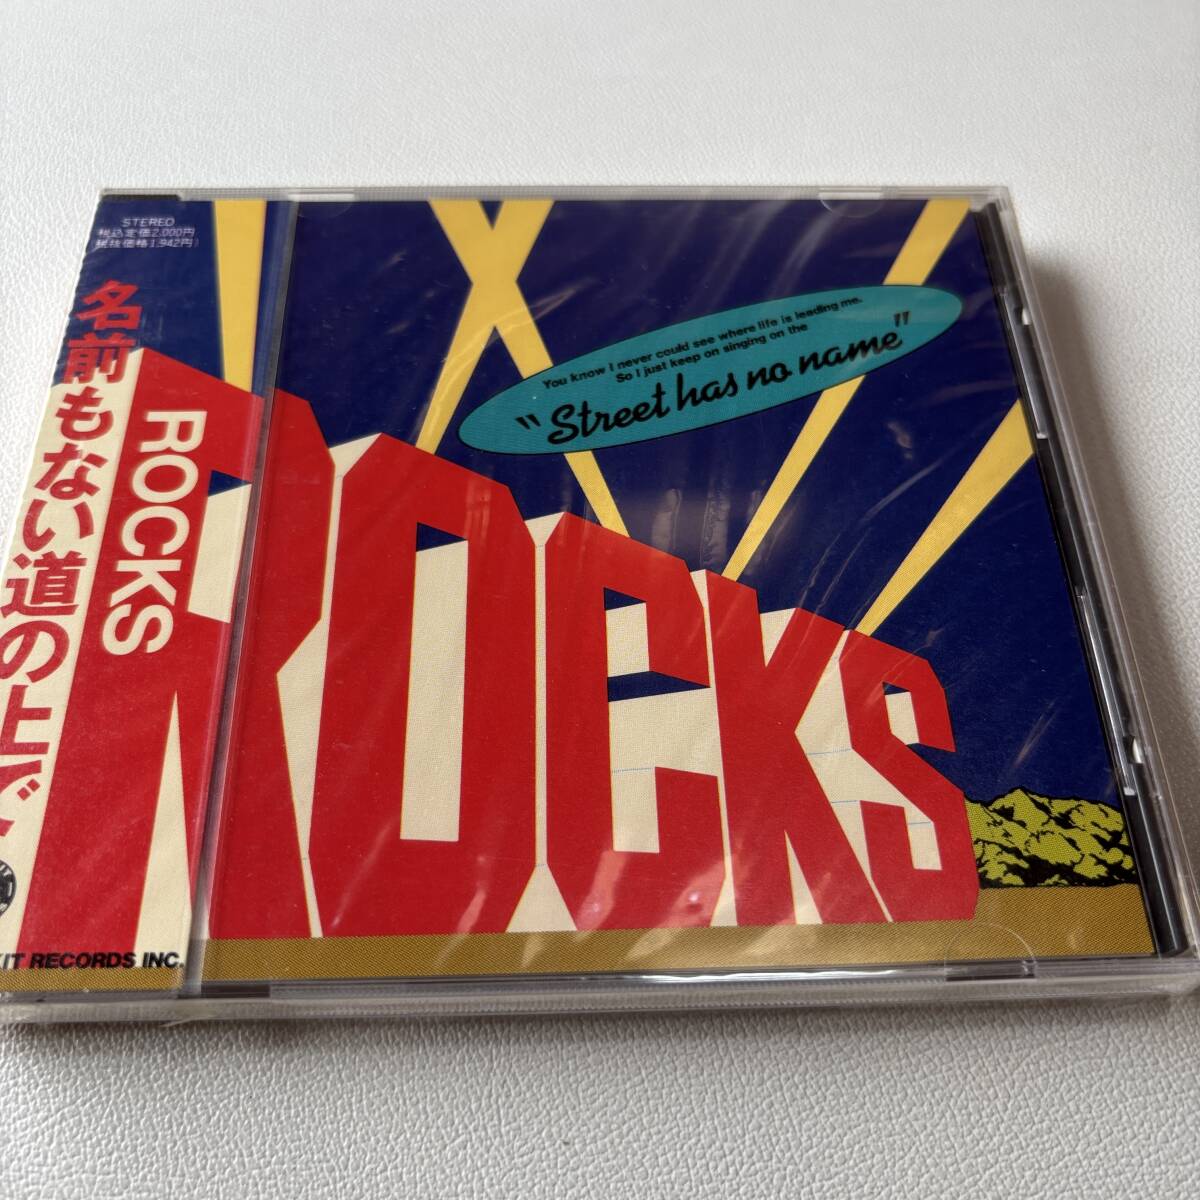 STEREO
税込定価2,000円
(税抜価格1,942円)
名前もない道の上で
ROCKS
RECORDS INC.
You know I never could see where life is leading me.
So I just keep on singing on the
"Street has no name"
ROCKS